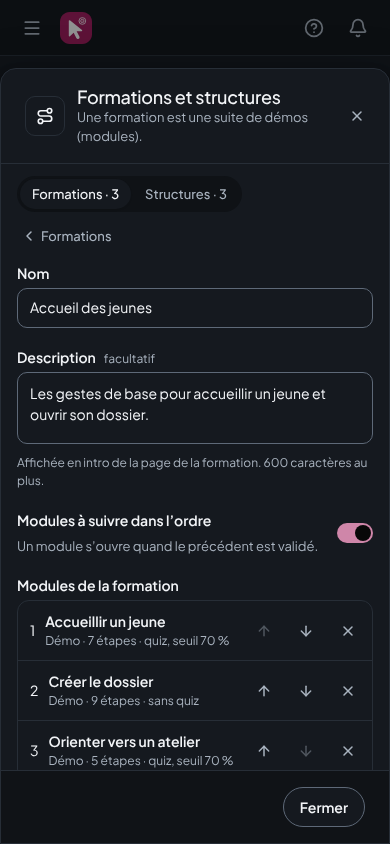 Formations et structures
Une formation est une suite de démos
(modules).
Formations · 3
Structures · 3
Formations
Nom
Accueil des jeunes
Description facultatif
Les gestes de base pour accueillir un jeune et
ouvrir son dossier.
Affichée en intro de la page de la formation. 600 caractères au
plus.
Modules à suivre dans l’ordre
Un module s’ouvre quand le précédent est validé.
Modules de la formation
1 Accueillir un jeune
Démo · 7 étapes · quiz, seuil 70 %
2 Créer le dossier
Démo · 9 étapes · sans quiz
3 Orienter vers un atelier
Démo · 5 étapes · quiz, seuil 70 %
Fermer